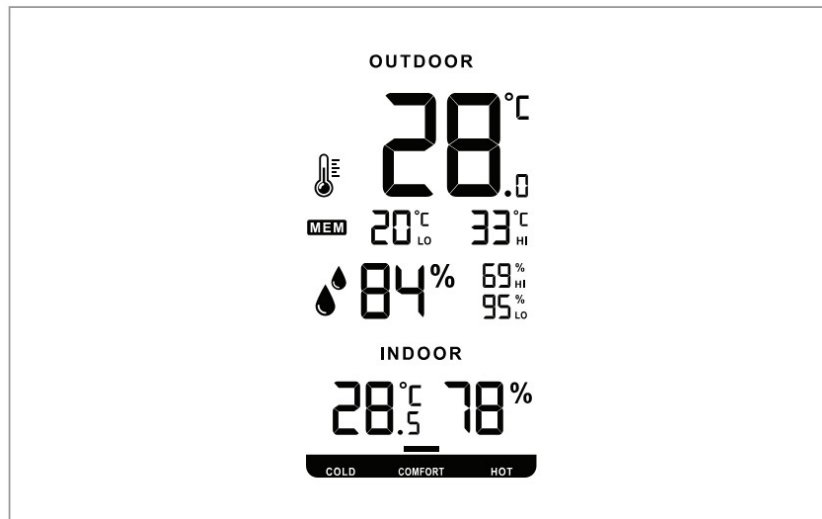 OUTDOOR
28.0°C
MEM 20°C LO 33°C HI
84% 69% HI
95% LO
INDOOR
28.5°C 78%
COLD COMFORT HOT